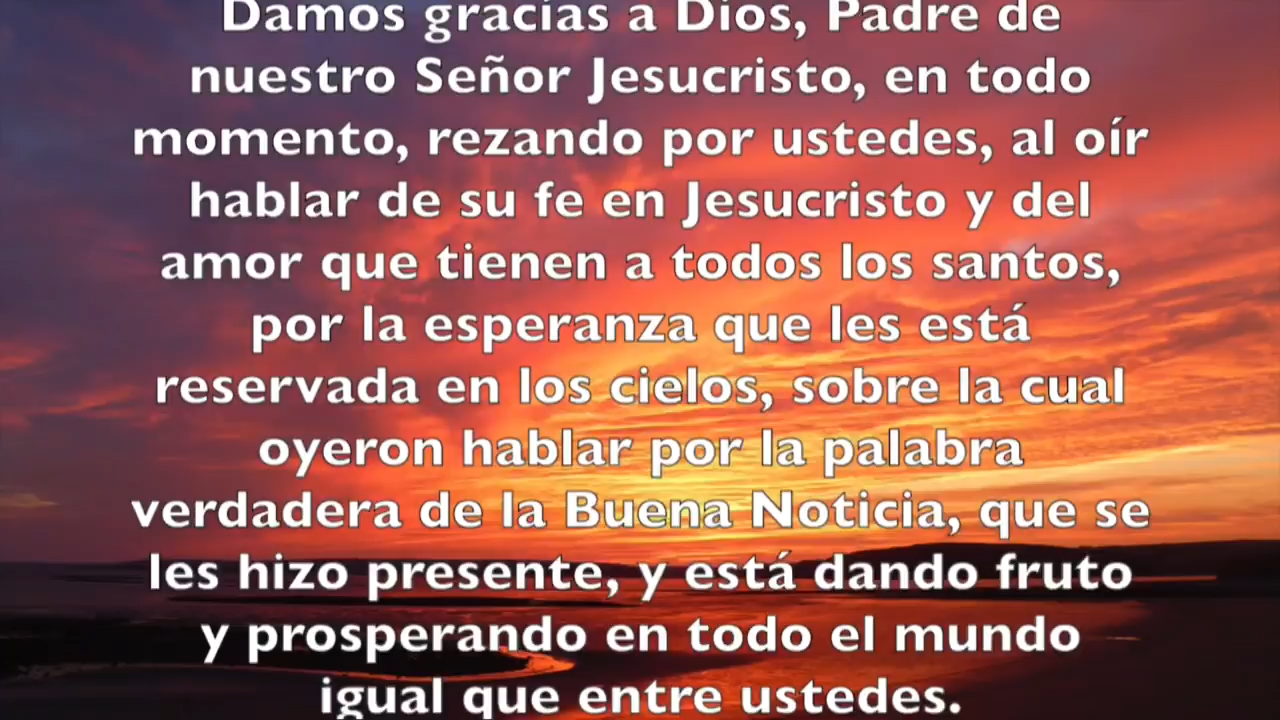 Damos gracias a Dios, Padre de
nuestro Señor Jesucristo, en todo
momento, rezando por ustedes, al oír
hablar de su fe en Jesucristo y del
amor que tienen a todos los santos,
por la esperanza que les está
reservada en los cielos, sobre la cual
oyeron hablar por la palabra
verdadera de la Buena Noticia, que se
les hizo presente, y está dando fruto
y prosperando en todo el mundo
igual que entre ustedes.